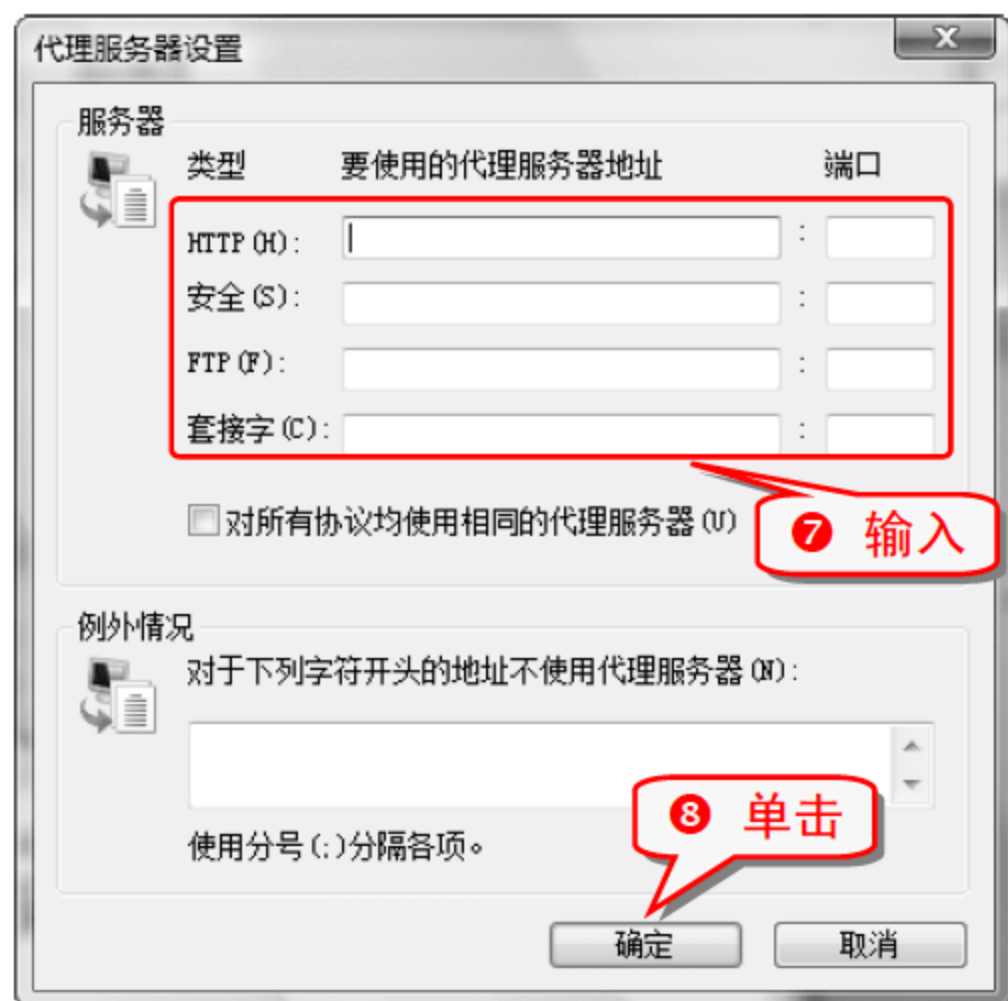 代理服务器设置
服务器
类型 要使用的代理服务器地址 端口
HTTP(H): :
安全(S): :
FTP(F): :
套接字(C): :
对所有协议均使用相同的代理服务器(U)
❼ 输入
例外情况
对于下列字符开头的地址不使用代理服务器(N):
❽ 单击
使用分号(;)分隔各项。
确定 取消